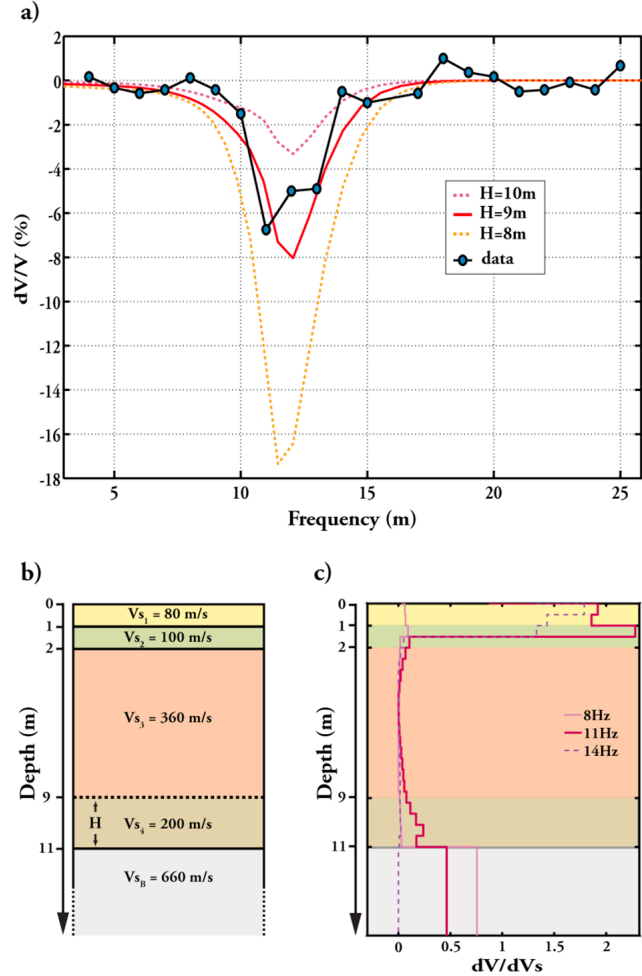 a)
2
0
-2
-4
-6
-8
-10
-12
-14
-16
-18
dV/V (%)
H=10m
H=9m
H=8m
data
5
10
15
20
25
Frequency (m)
b)
0
1
2
9
11
Depth (m)
Vs1 = 80 m/s
Vs2 = 100 m/s
Vs3 = 360 m/s
H
Vs4 = 200 m/s
VsB = 660 m/s
c)
0
1
2
9
11
Depth (m)
8Hz
11Hz
14Hz
0
0.5
1
1.5
2
dV/dVs